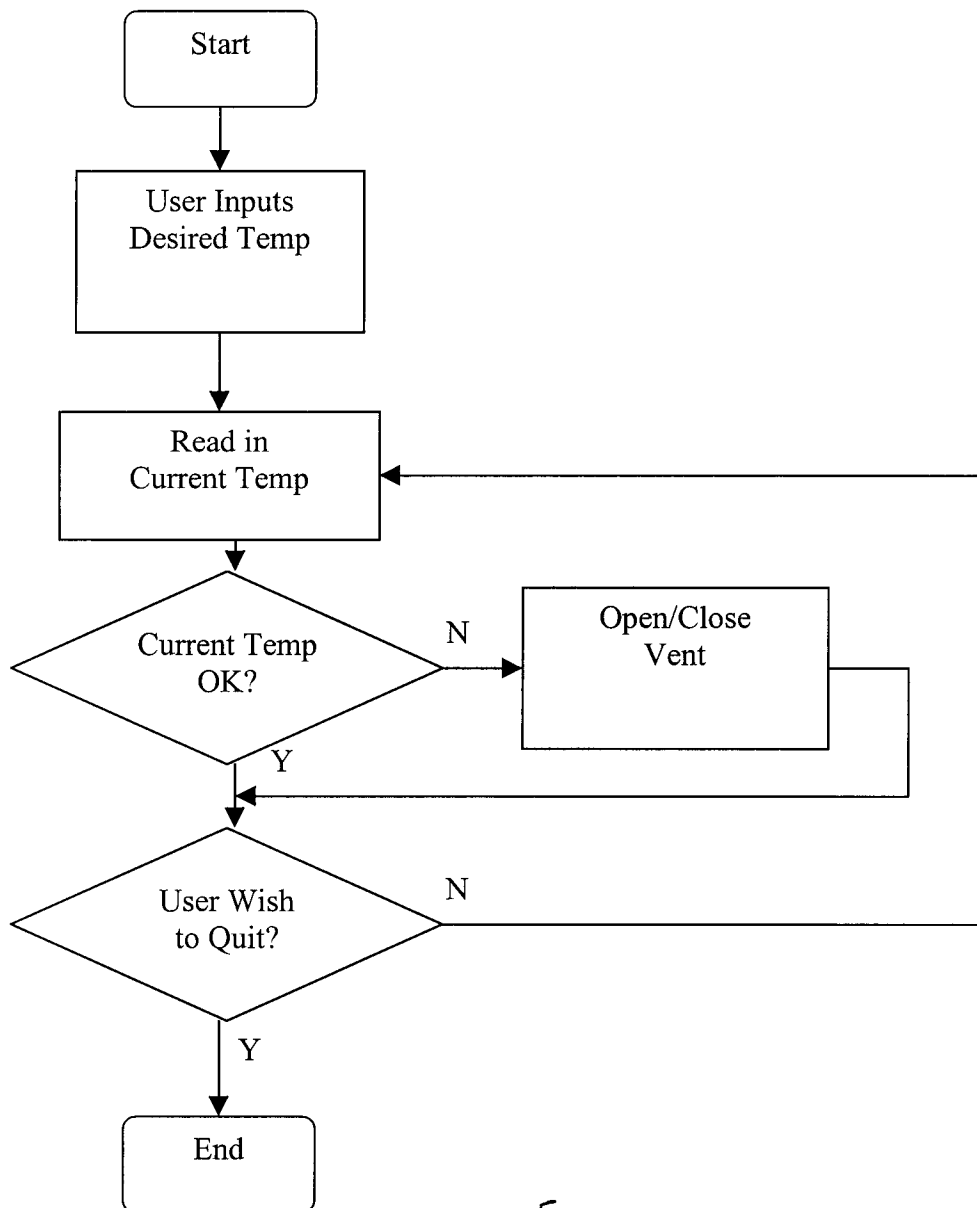 Start
User Inputs
Desired Temp
Read in
Current Temp
Current Temp
OK?
N
Open/Close
Vent
Y
User Wish
to Quit?
N
Y
End